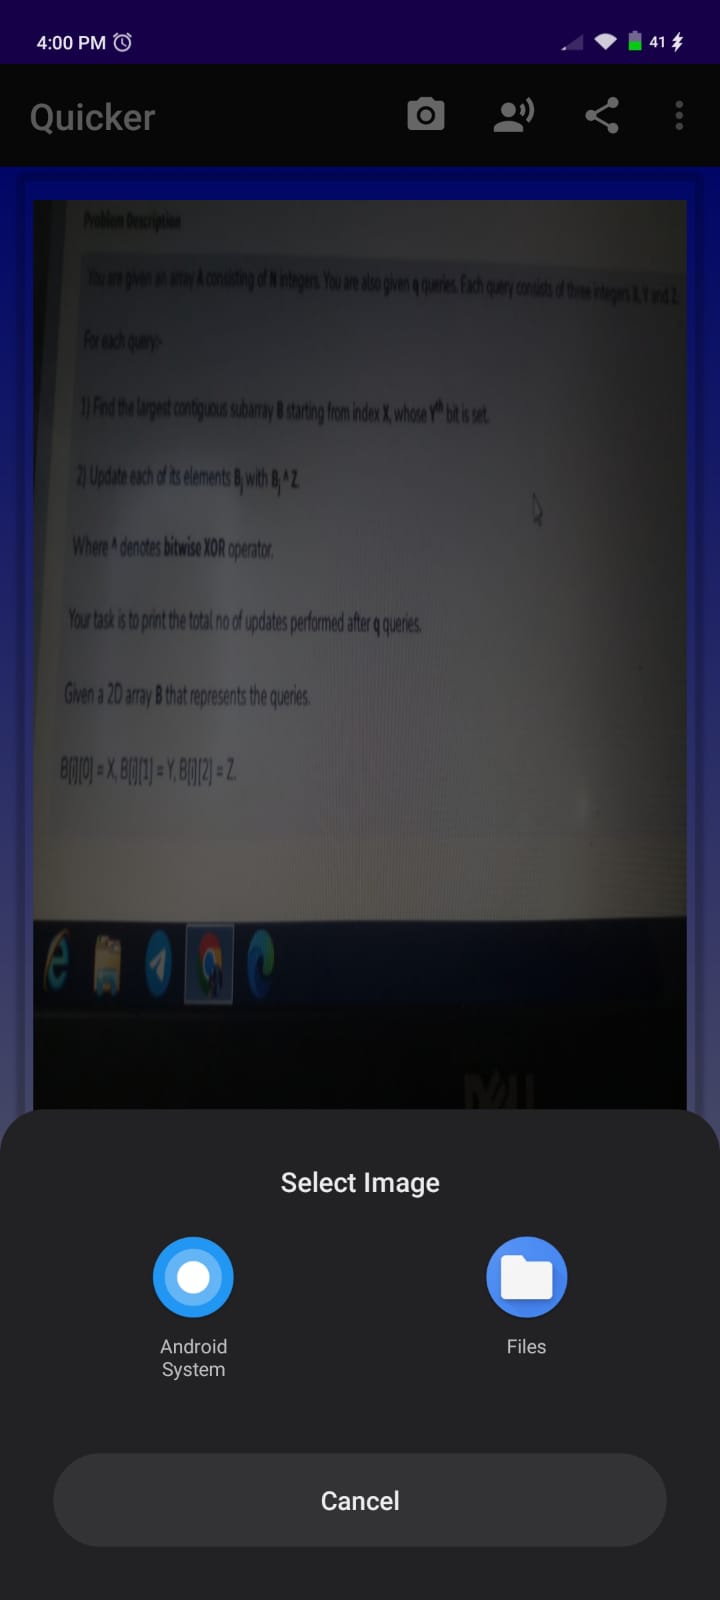 4:00 PM
41
Quicker
Problem Description
You are given an array A consisting of N integers. You are also given q queries. Each query consists of three integers X, Y and Z.
For each query:-
1) Find the largest contiguous subarray B starting from index X, whose Yth bit is set.
2) Update each of its elements Bj with Bj ^ Z.
Where ^ denotes bitwise XOR operator.
Your task is to print the total no of updates performed after q queries.
Given a 2D array B that represents the queries.
B[i][0] = X, B[i][1] = Y, B[i][2] = Z.
DELL
Select Image
Android
System
Files
Cancel